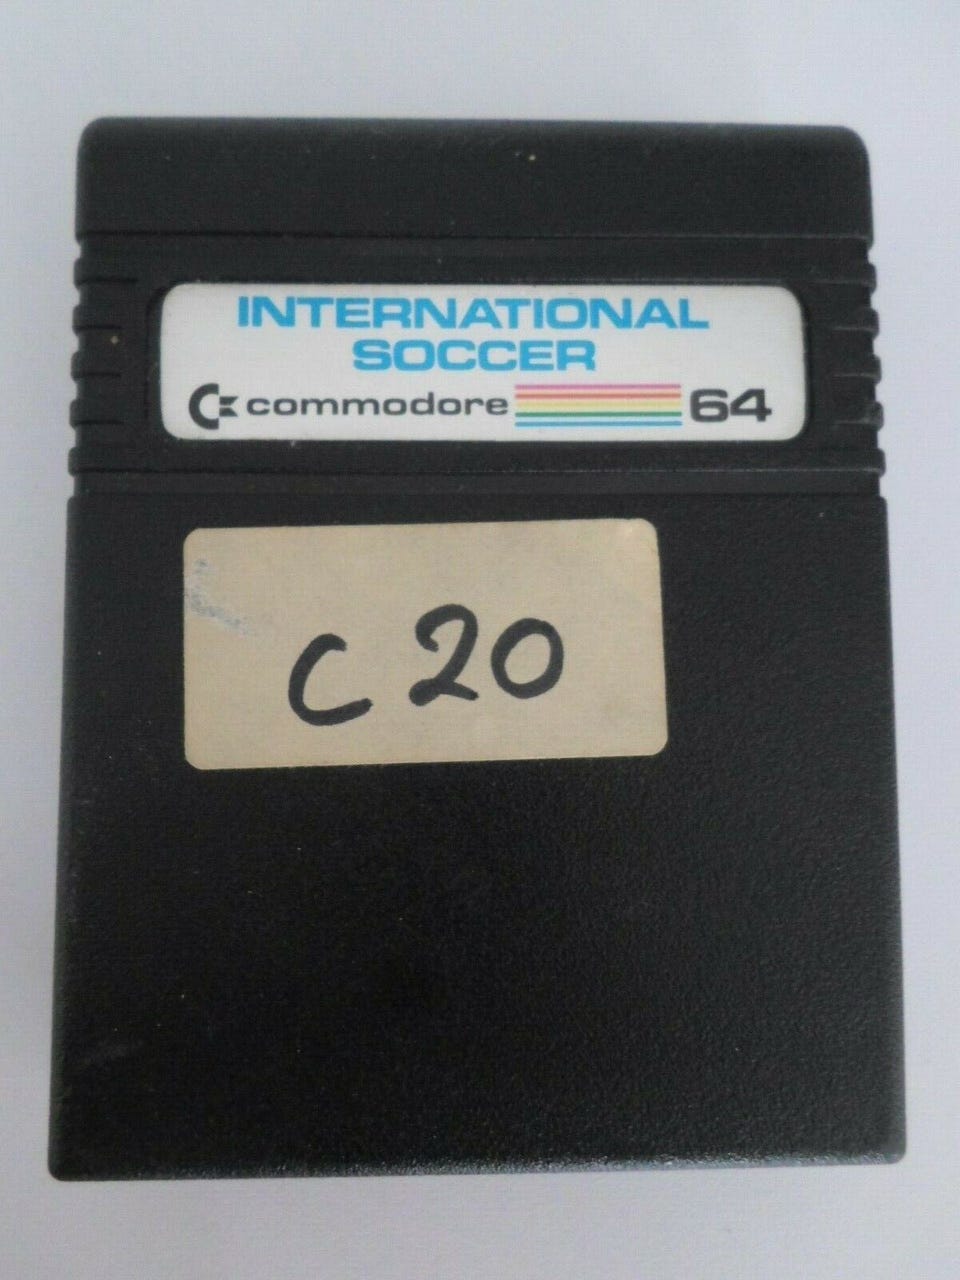 INTERNATIONAL
SOCCER
commodore 64
C 20